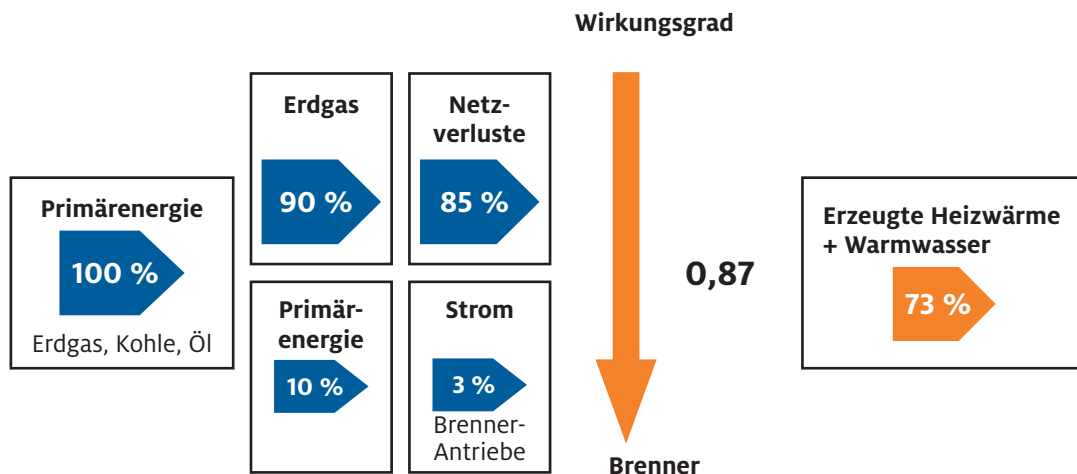 Wirkungsgrad
Primärenergie
100 %
Erdgas, Kohle, Öl
Erdgas
90 %
Netz-
verluste
85 %
Primär-
energie
10 %
Strom
3 %
Brenner-
Antriebe
0,87
Brenner
Erzeugte Heizwärme
+ Warmwasser
73 %